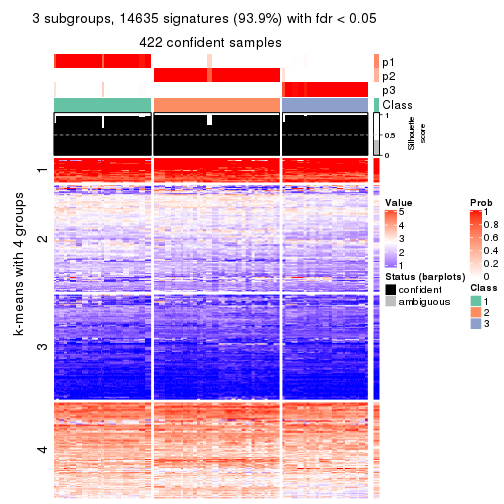 3 subgroups, 14635 signatures (93.9%) with fdr < 0.05
422 confident samples
p1
p2
p3
Class
1
0.5
0
Silhouette
score
k-means with 4 groups
1
2
3
4
Value
5
4
3
2
1
Status (barplots)
confident
ambiguous
Prob
1
0.8
0.6
0.4
0.2
0
Class
1
2
3